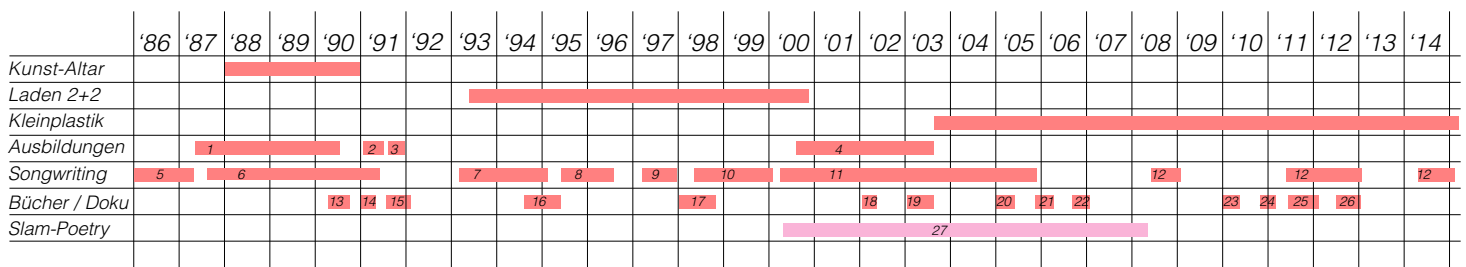 ‘86 ‘87 ‘88 ‘89 ‘90 ‘91 ‘92 ‘93 ‘94 ‘95 ‘96 ‘97 ‘98 ‘99 ‘00 ‘01 ‘02 ‘03 ‘04 ‘05 ‘06 ‘07 ‘08 ‘09 ‘10 ‘11 ‘12 ‘13 ‘14
Kunst-Altar
Laden 2+2
Kleinplastik
Ausbildungen 1 2 3 4
Songwriting 5 6 7 8 9 10 11 12 12 12
Bücher / Doku 13 14 15 16 17 18 19 20 21 22 23 24 25 26
Slam-Poetry 27